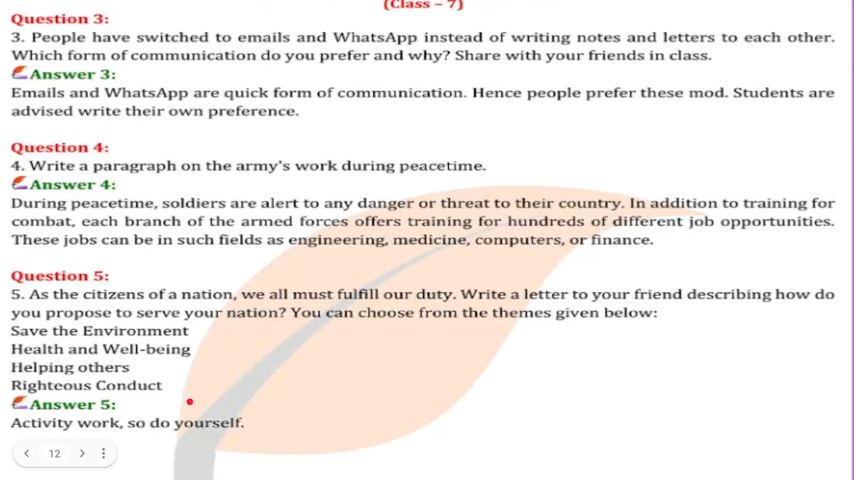 (Class – 7)
Question 3:
3. People have switched to emails and WhatsApp instead of writing notes and letters to each other.
Which form of communication do you prefer and why? Share with your friends in class.
Answer 3:
Emails and WhatsApp are quick form of communication. Hence people prefer these mod. Students are
advised write their own preference.
Question 4:
4. Write a paragraph on the army's work during peacetime.
Answer 4:
During peacetime, soldiers are alert to any danger or threat to their country. In addition to training for
combat, each branch of the armed forces offers training for hundreds of different job opportunities.
These jobs can be in such fields as engineering, medicine, computers, or finance.
Question 5:
5. As the citizens of a nation, we all must fulfill our duty. Write a letter to your friend describing how do
you propose to serve your nation? You can choose from the themes given below:
Save the Environment
Health and Well-being
Helping others
Righteous Conduct
Answer 5:
Activity work, so do yourself.
12